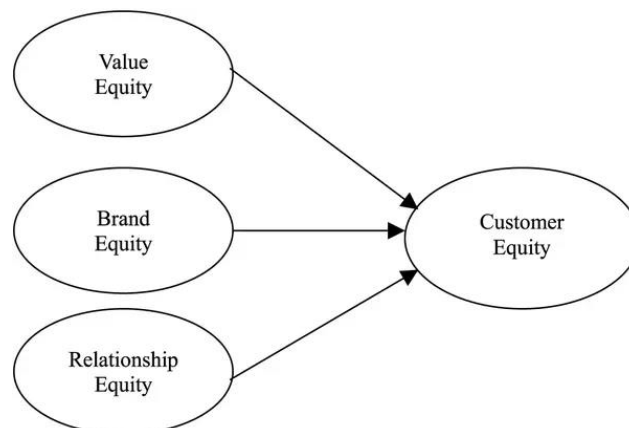 Value
Equity
Brand
Equity
Customer
Equity
Relationship
Equity